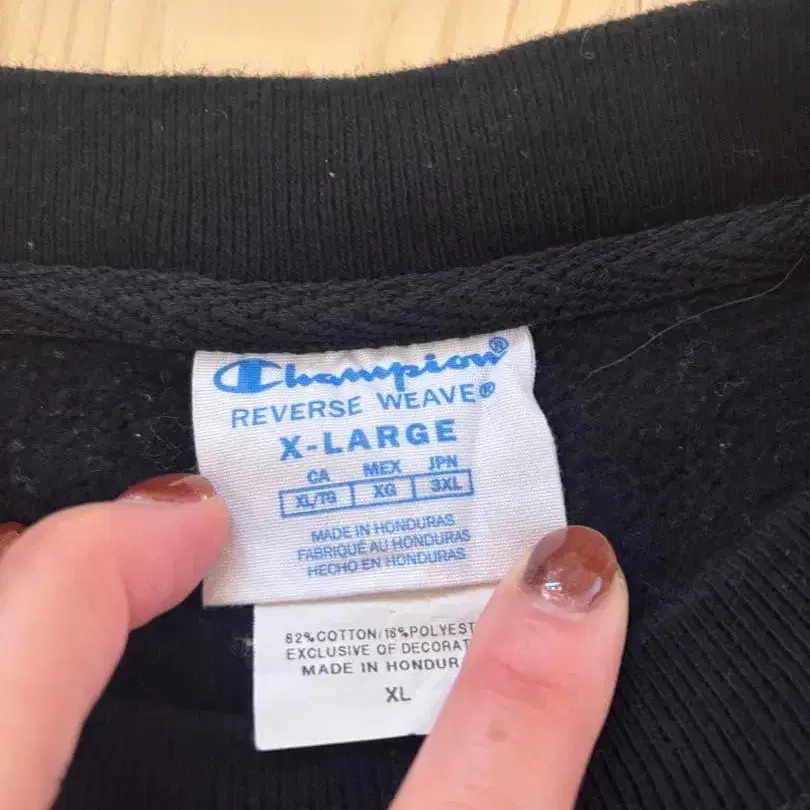 Champion®
REVERSE WEAVE®
X-LARGE
CA MEX JPN
XL/TG XG 3XL
MADE IN HONDURAS
FABRIQUÉ AU HONDURAS
HECHO EN HONDURAS
82%COTTON/18%POLYEST
EXCLUSIVE OF DECORAT
MADE IN HONDUR
XL